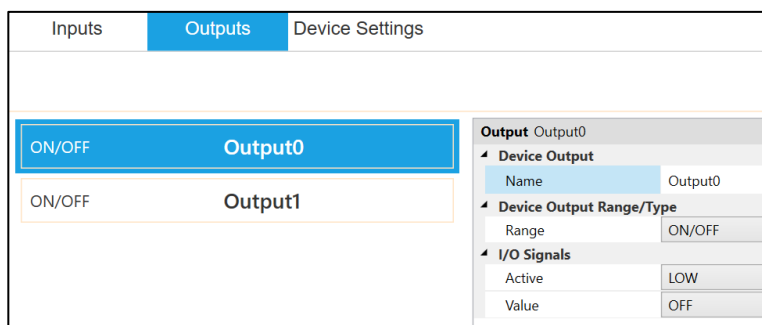 Inputs Outputs Device Settings
ON/OFF Output0
ON/OFF Output1
Output Output0
Device Output
Name Output0
Device Output Range/Type
Range ON/OFF
I/O Signals
Active LOW
Value OFF